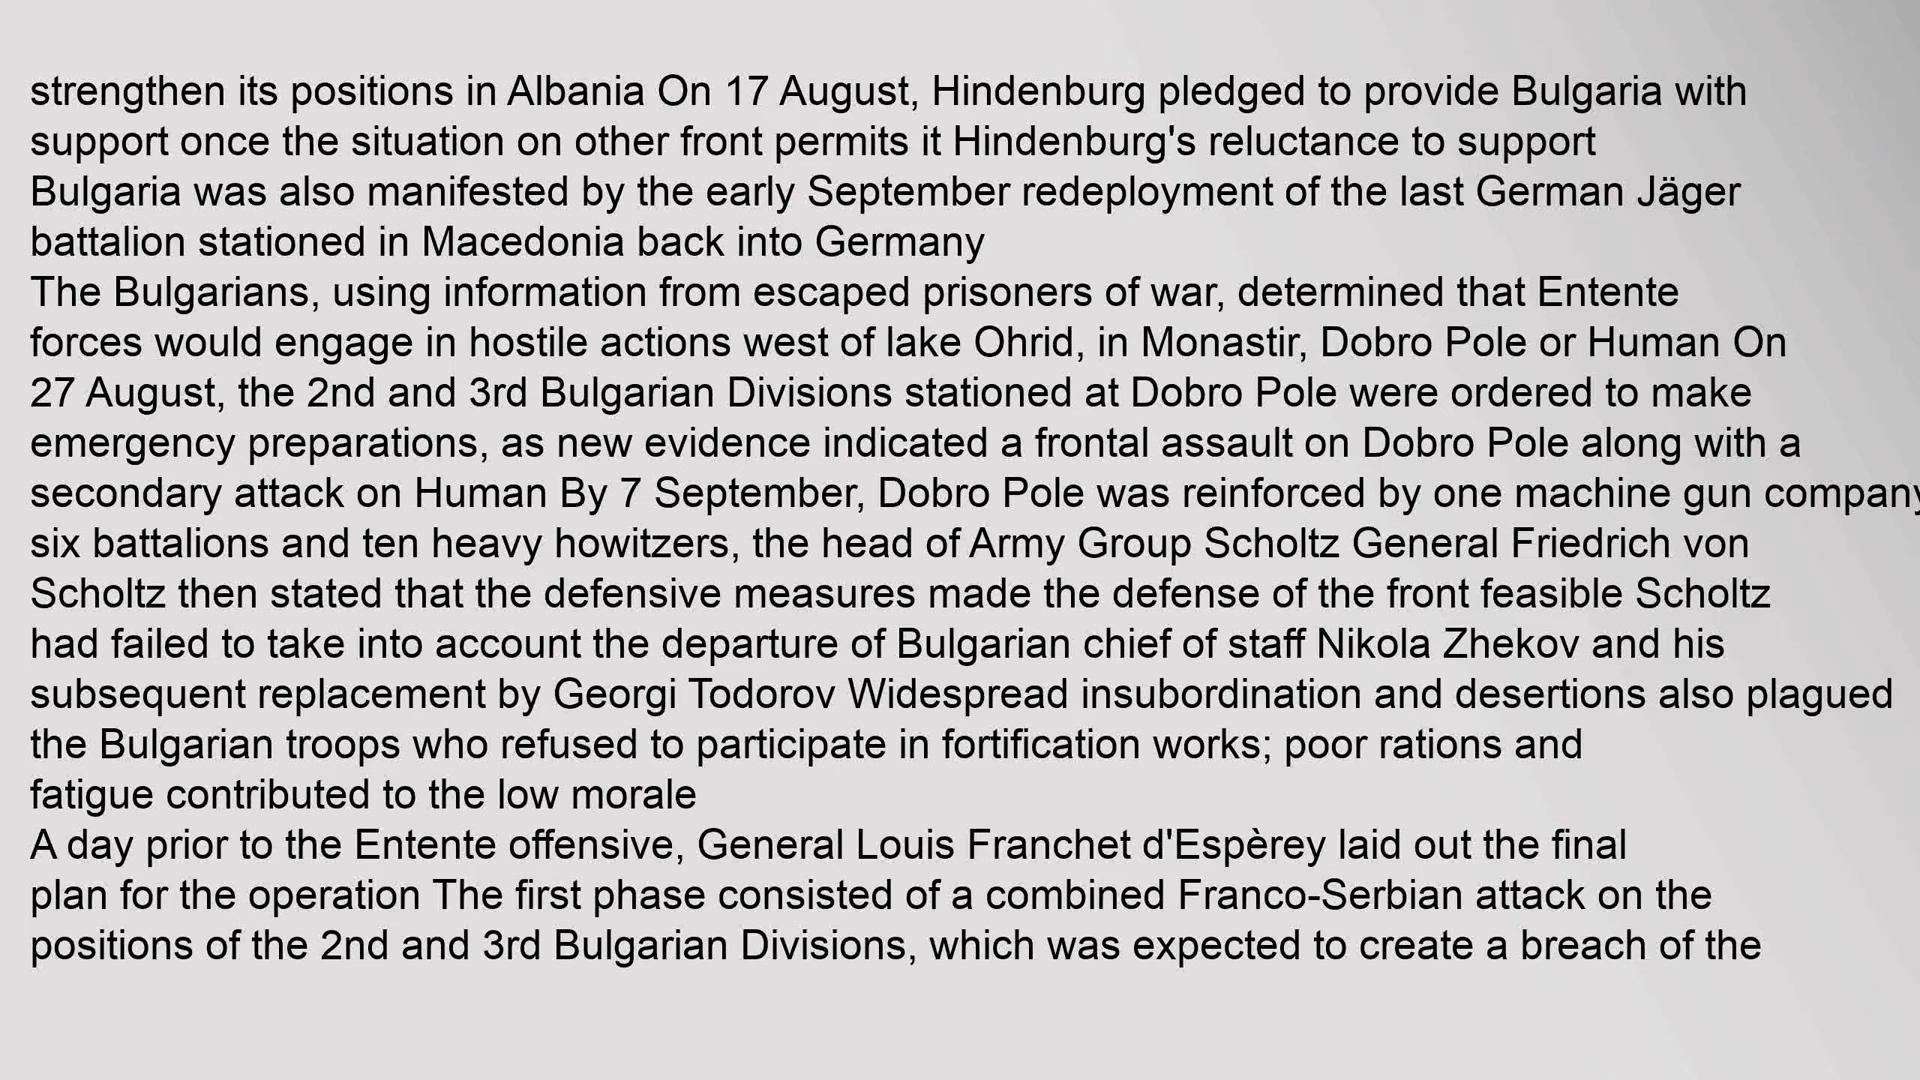 strengthen its positions in Albania On 17 August, Hindenburg pledged to provide Bulgaria with
support once the situation on other front permits it Hindenburg's reluctance to support
Bulgaria was also manifested by the early September redeployment of the last German Jäger
battalion stationed in Macedonia back into Germany
The Bulgarians, using information from escaped prisoners of war, determined that Entente
forces would engage in hostile actions west of lake Ohrid, in Monastir, Dobro Pole or Human On
27 August, the 2nd and 3rd Bulgarian Divisions stationed at Dobro Pole were ordered to make
emergency preparations, as new evidence indicated a frontal assault on Dobro Pole along with a
secondary attack on Human By 7 September, Dobro Pole was reinforced by one machine gun company
six battalions and ten heavy howitzers, the head of Army Group Scholtz General Friedrich von
Scholtz then stated that the defensive measures made the defense of the front feasible Scholtz
had failed to take into account the departure of Bulgarian chief of staff Nikola Zhekov and his
subsequent replacement by Georgi Todorov Widespread insubordination and desertions also plagued
the Bulgarian troops who refused to participate in fortification works; poor rations and
fatigue contributed to the low morale
A day prior to the Entente offensive, General Louis Franchet d'Espèrey laid out the final
plan for the operation The first phase consisted of a combined Franco-Serbian attack on the
positions of the 2nd and 3rd Bulgarian Divisions, which was expected to create a breach of the